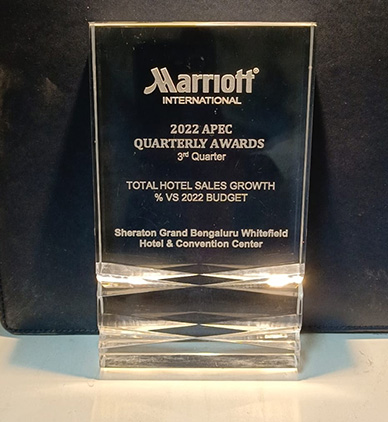 Marriott
INTERNATIONAL
2022 APEC
QUARTERLY AWARDS
3rd Quarter
TOTAL HOTEL SALES GROWTH
% VS 2022 BUDGET
Sheraton Grand Bengaluru Whitefield
Hotel & Convention Center